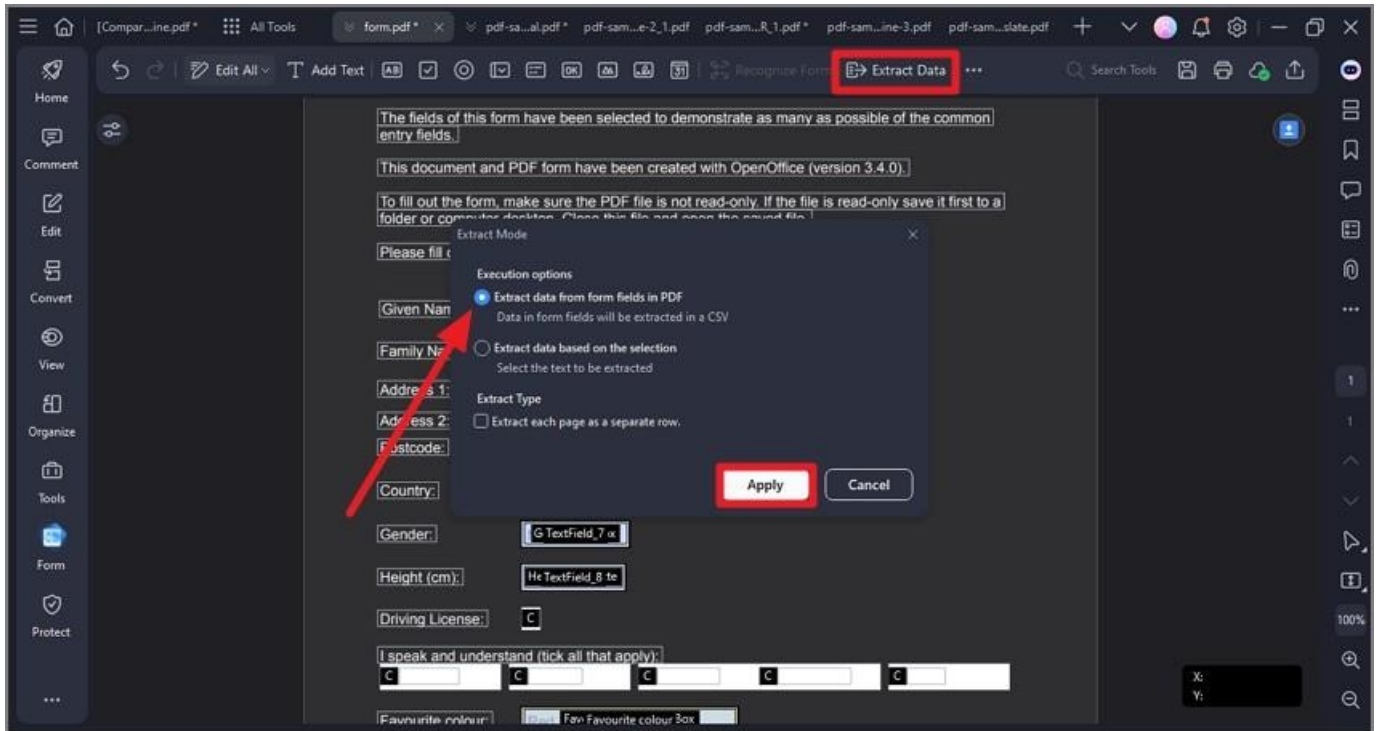 [Compar...ine.pdf * All Tools form.pdf * pdf-sa...al.pdf * pdf-sam...e-2_1.pdf pdf-sam...R_1.pdf * pdf-sam...ine-3.pdf pdf-sam...slate.pdf
Edit All Add Text Recognize Form Extract Data Search Tools
Home
Comment
Edit
Convert
View
Organize
Tools
Form
Protect
The fields of this form have been selected to demonstrate as many as possible of the common
entry fields.
This document and PDF form have been created with OpenOffice (version 3.4.0).
To fill out the form, make sure the PDF file is not read-only. If the file is read-only save it first to a
folder or computer desktop. Close this file and open the saved file.
Please fill
Extract Mode
Execution options
Extract data from form fields in PDF
Data in form fields will be extracted in a CSV
Extract data based on the selection
Select the text to be extracted
Extract Type
Extract each page as a separate row.
Apply Cancel
Given Nam
Family Na
Address 1:
Address 2:
Postcode:
Country:
Gender: G TextField_7
Height (cm): He TextField_8 te
Driving License: C
I speak and understand (tick all that apply):
C C C C C
Favourite colour: Red Fav Favourite colour Box
1
1
100%
X:
Y: